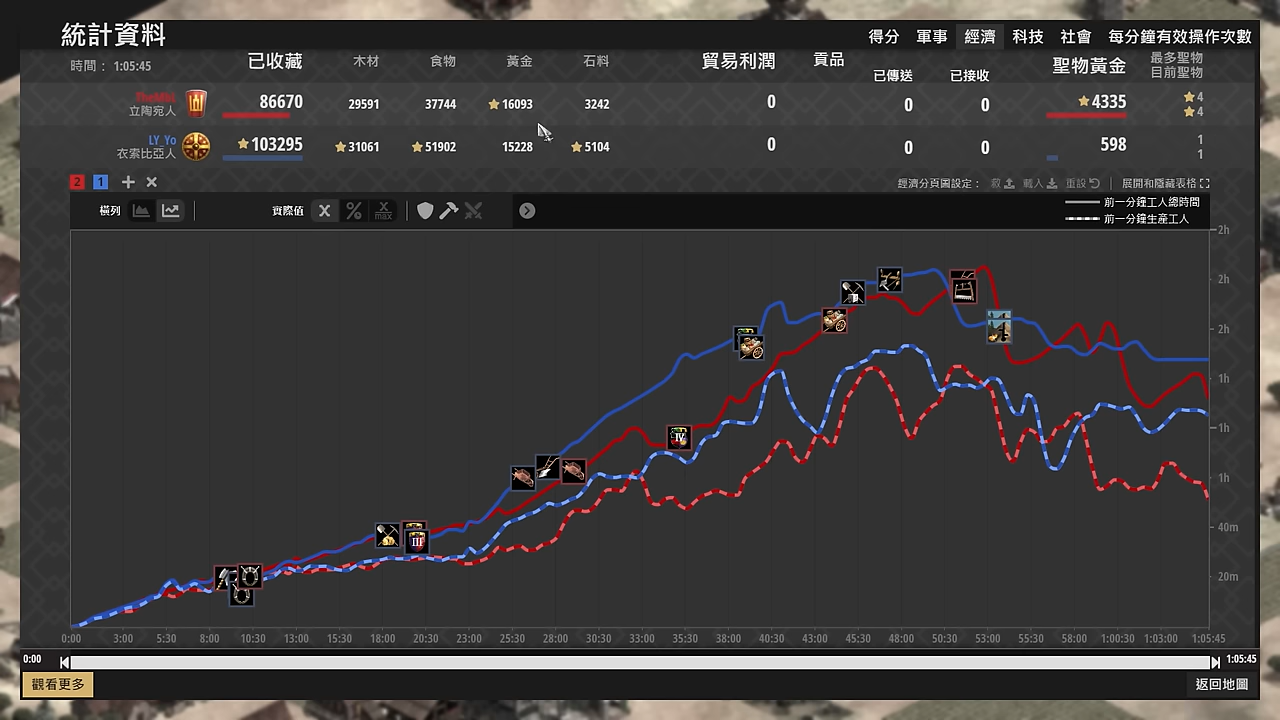 統計資料
得分 軍事 經濟 科技 社會 每分鐘有效操作次數
時間： 1:05:45
已收藏 木材 食物 黃金 石料 貿易利潤 貢品 已傳送 已接收 聖物黃金 最多聖物 目前聖物
TheMbl
立陶宛人
86670 29591 37744 16093 3242 0 0 0 4335 4 4
LY_Yo
衣索比亞人
103295 31061 51902 15228 5104 0 0 0 598 1 1
2 1
經濟分頁圖設定： 載入 重設 展開和隱藏表格
橫列 實際值 X % X max
前一分鐘工人總時間
前一分鐘生產工人
2h
2h
2h
1h
1h
1h
40m
20m
IV
III
0:00 3:00 5:30 8:00 10:30 13:00 15:30 18:00 20:30 23:00 25:30 28:00 30:30 33:00 35:30 38:00 40:30 43:00 45:30 48:00 50:30 53:00 55:30 58:00 1:00:30 1:03:00 1:05:45
0:00 1:05:45
觀看更多 返回地圖